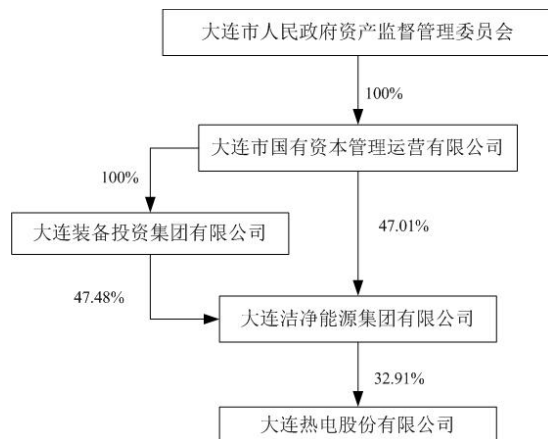 大连市人民政府资产监督管理委员会
100%
大连市国有资本管理运营有限公司
100%
大连装备投资集团有限公司
47.01%
47.48%
大连洁净能源集团有限公司
32.91%
大连热电股份有限公司